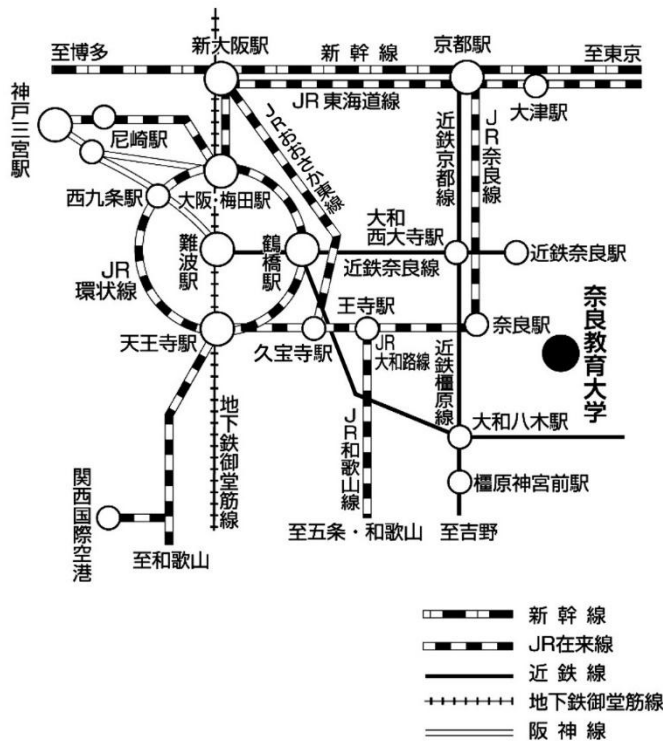 至博多
新大阪駅
新幹線
京都駅
至東京
神戸三宮駅
尼崎駅
JR東海道線
大津駅
JRおおさか東線
近鉄京都線
JR奈良線
西九条駅
大阪・梅田駅
大和
西大寺駅
難波駅
鶴橋駅
近鉄奈良線
近鉄奈良駅
JR
環状線
王寺駅
奈良駅
奈良教育大学
天王寺駅
久宝寺駅
JR
大和路線
近鉄橿原線
地下鉄御堂筋線
JR和歌山線
大和八木駅
関西国際空港
橿原神宮前駅
至和歌山
至五条・和歌山
至吉野
新幹線
JR在来線
近鉄線
地下鉄御堂筋線
阪神線